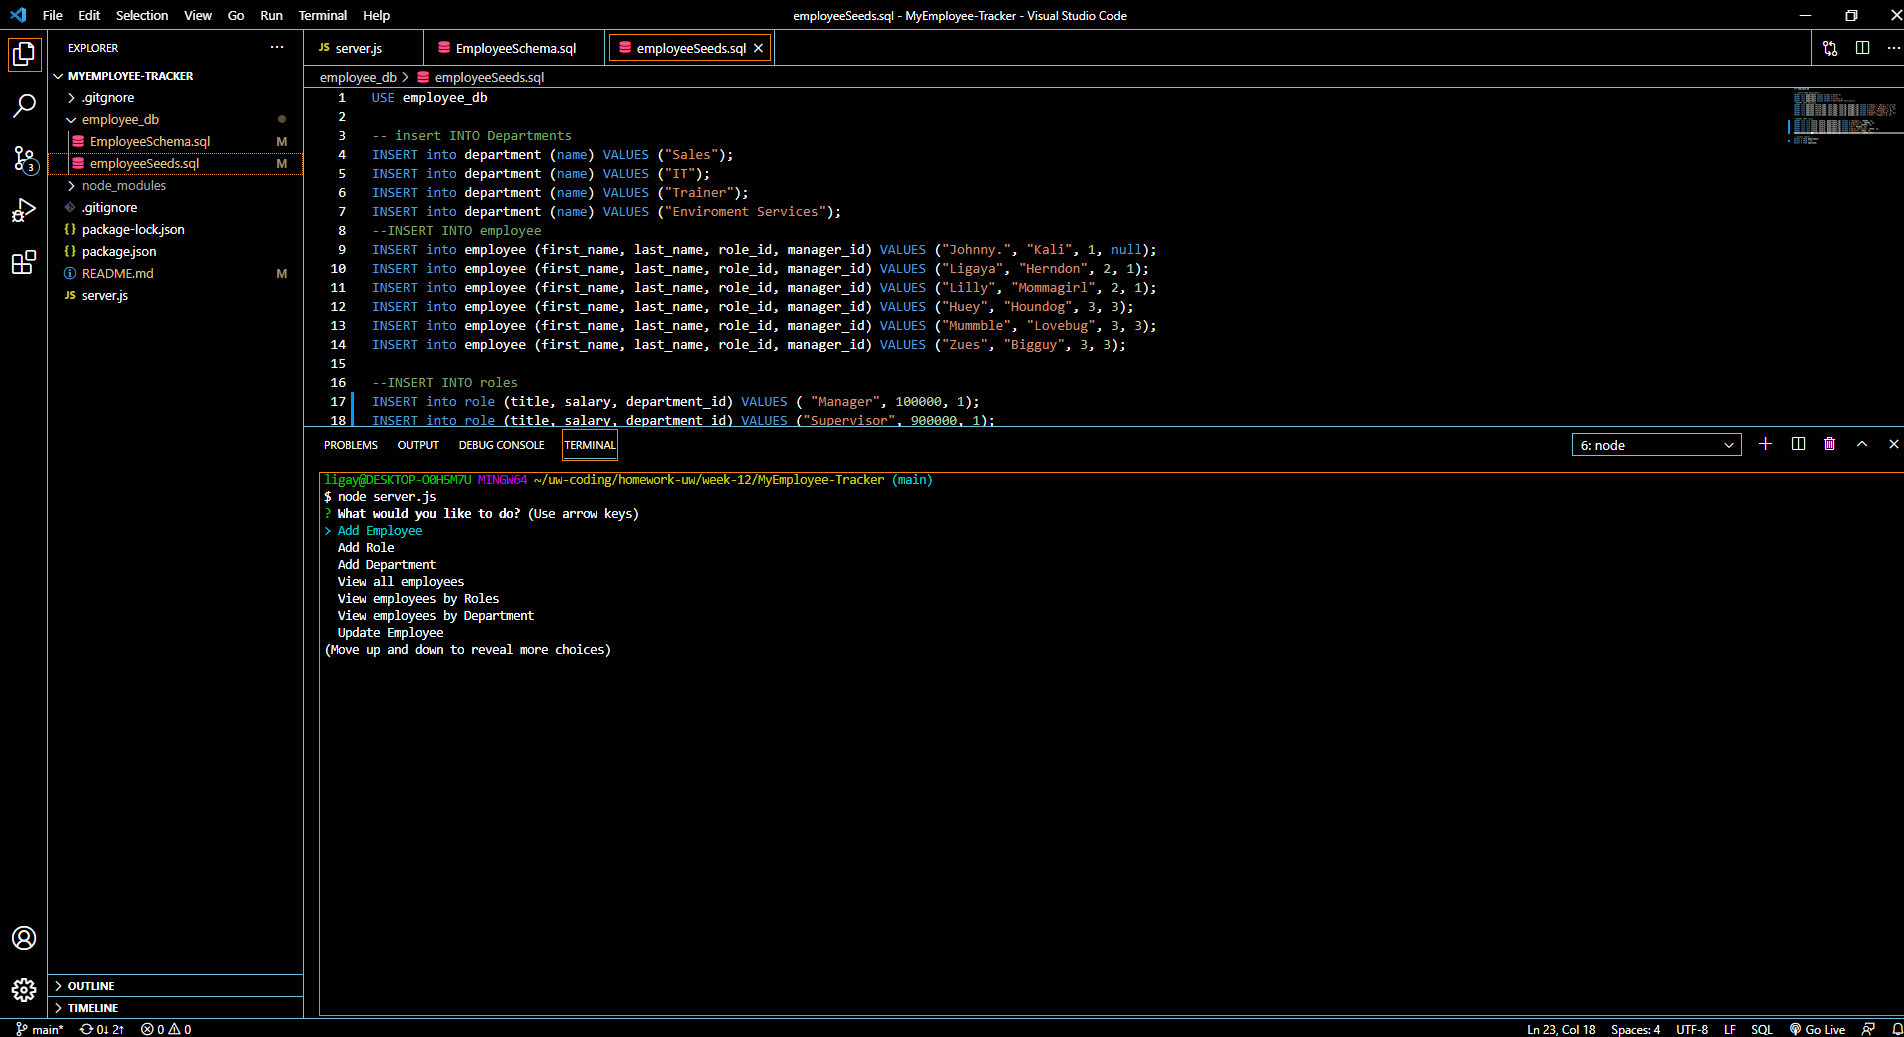 File Edit Selection View Go Run Terminal Help
employeeSeeds.sql - MyEmployee-Tracker - Visual Studio Code
EXPLORER
MYEMPLOYEE-TRACKER
.gitgnore
employee_db
EmployeeSchema.sql M
employeeSeeds.sql M
node_modules
.gitignore
package-lock.json
package.json
README.md M
JS server.js
OUTLINE
TIMELINE
3
JS server.js EmployeeSchema.sql employeeSeeds.sql
employee_db > employeeSeeds.sql
1 USE employee_db
2
3 -- insert INTO Departments
4 INSERT into department (name) VALUES ("Sales");
5 INSERT into department (name) VALUES ("IT");
6 INSERT into department (name) VALUES ("Trainer");
7 INSERT into department (name) VALUES ("Enviroment Services");
8 --INSERT INTO employee
9 INSERT into employee (first_name, last_name, role_id, manager_id) VALUES ("Johnny.", "Kali", 1, null);
10 INSERT into employee (first_name, last_name, role_id, manager_id) VALUES ("Ligaya", "Herndon", 2, 1);
11 INSERT into employee (first_name, last_name, role_id, manager_id) VALUES ("Lilly", "Mommagirl", 2, 1);
12 INSERT into employee (first_name, last_name, role_id, manager_id) VALUES ("Huey", "Houndog", 3, 3);
13 INSERT into employee (first_name, last_name, role_id, manager_id) VALUES ("Mummble", "Lovebug", 3, 3);
14 INSERT into employee (first_name, last_name, role_id, manager_id) VALUES ("Zues", "Bigguy", 3, 3);
15
16 --INSERT INTO roles
17 INSERT into role (title, salary, department_id) VALUES ( "Manager", 100000, 1);
18 INSERT into role (title, salary, department_id) VALUES ("Supervisor", 900000, 1);
PROBLEMS OUTPUT DEBUG CONSOLE TERMINAL 6: node
ligay@DESKTOP-O0H5M7U MINGW64 ~/uw-coding/homework-uw/week-12/MyEmployee-Tracker (main)
$ node server.js
? What would you like to do? (Use arrow keys)
> Add Employee
Add Role
Add Department
View all employees
View employees by Roles
View employees by Department
Update Employee
(Move up and down to reveal more choices)
main* 0↓ 2↑ 0 0 Ln 23, Col 18 Spaces: 4 UTF-8 LF SQL Go Live